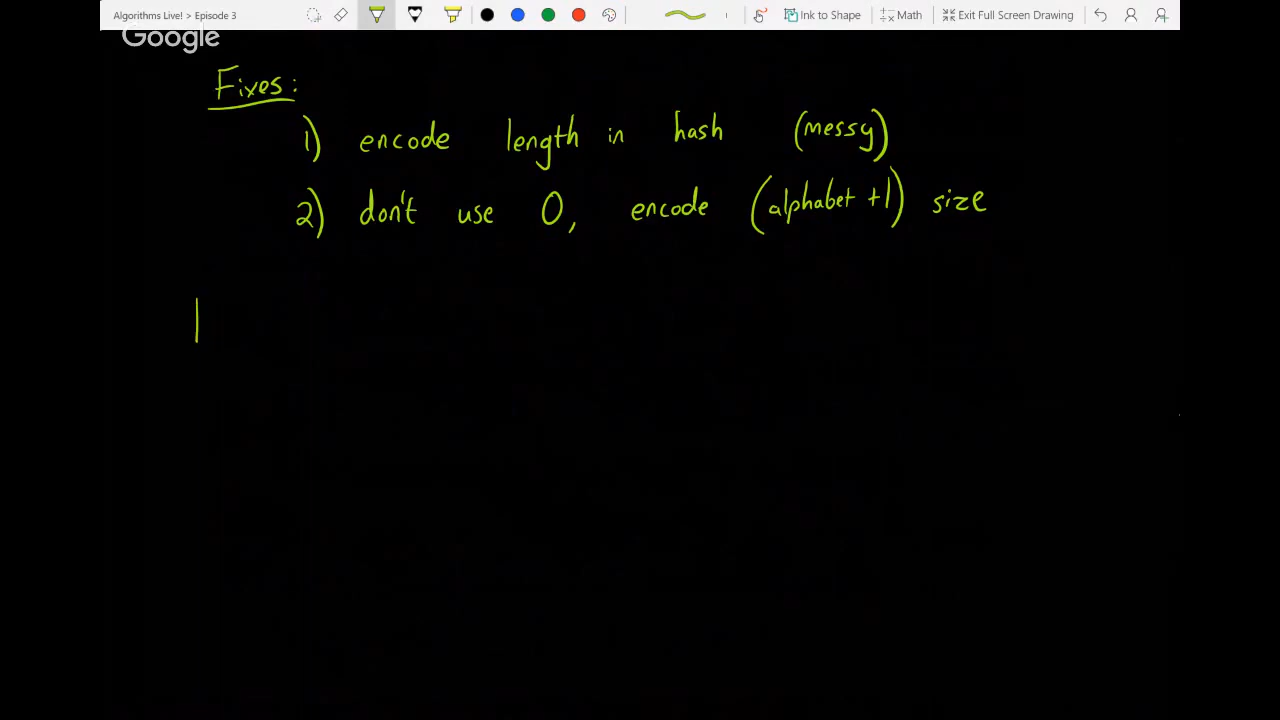 Algorithms Live! > Episode 3 Ink to Shape Math Exit Full Screen Drawing
Google
Fixes:
1) encode length in hash (messy)
2) don't use 0, encode (alphabet +1) size